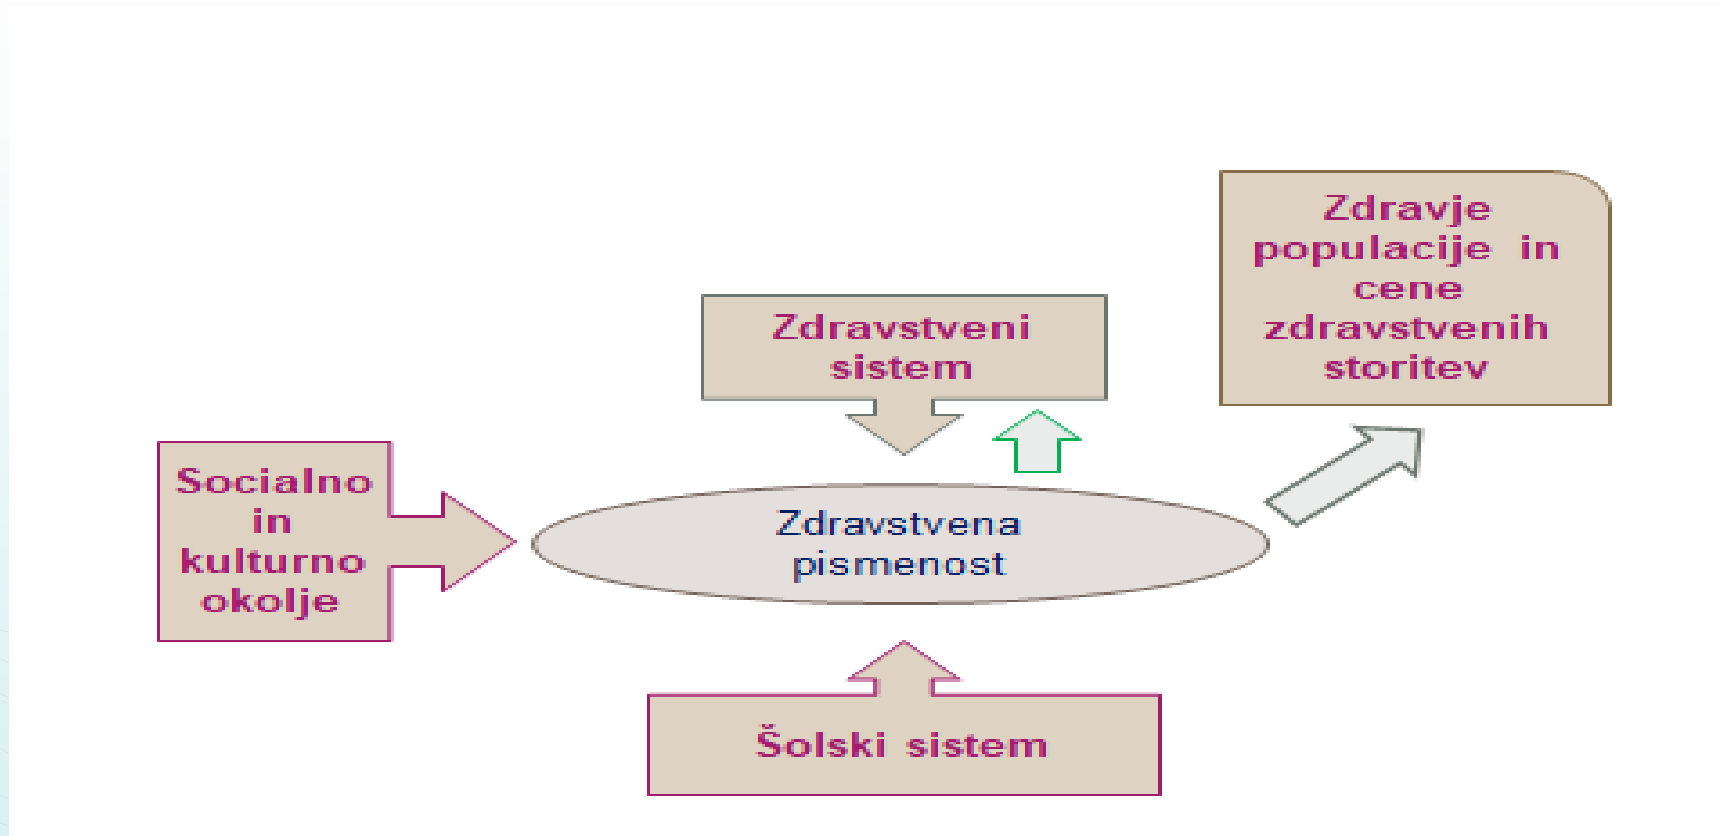 Zdravje
populacije in
cene
zdravstvenih
storitev
Zdravstveni
sistem
Socialno
in
kulturno
okolje
Zdravstvena
pismenost
Šolski sistem